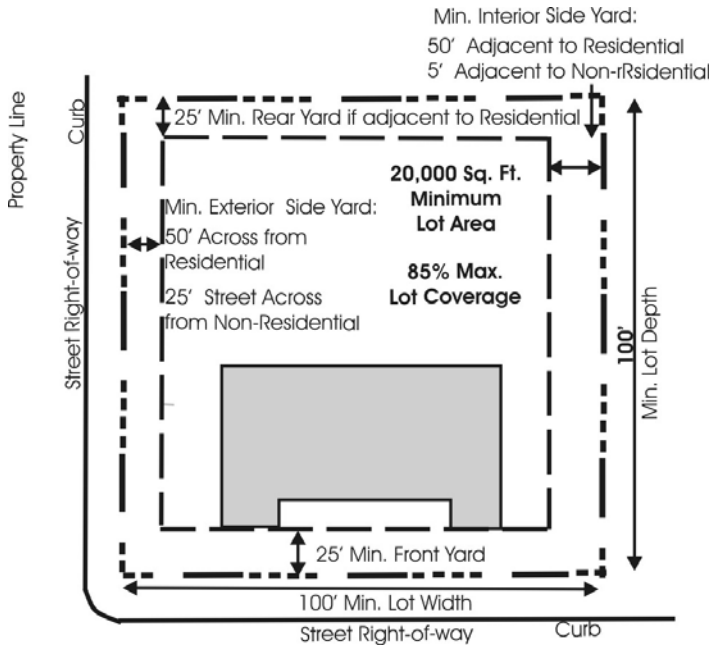 Min. Interior Side Yard:
50' Adjacent to Residential
5' Adjacent to Non-rRsidential
Property Line
Curb
25' Min. Rear Yard if adjacent to Residential
20,000 Sq. Ft.
Minimum
Lot Area
Min. Exterior Side Yard:
50' Across from
Residential
85% Max.
Lot Coverage
25' Street Across
from Non-Residential
Street Right-of-way
100'
Min. Lot Depth
25' Min. Front Yard
100' Min. Lot Width
Street Right-of-way
Curb